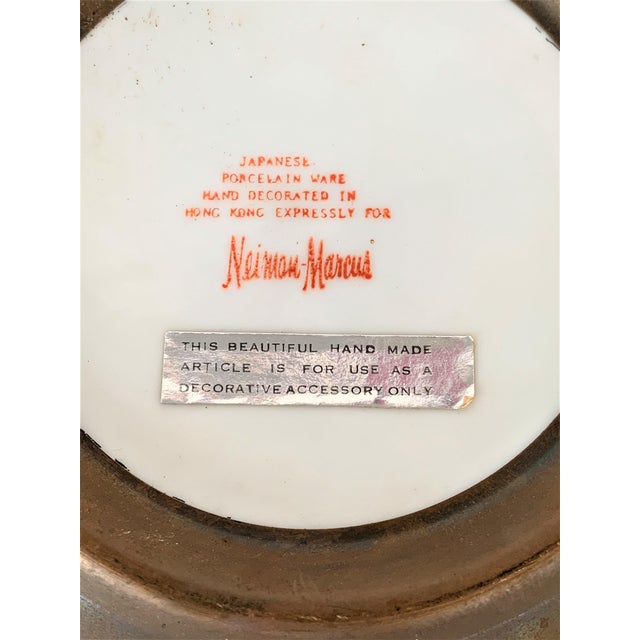 JAPANESE
PORCELAIN WARE
HAND DECORATED IN
HONG KONG EXPRESSLY FOR
Neiman-Marcus
THIS BEAUTIFUL HAND MADE
ARTICLE IS FOR USE AS A
DECORATIVE ACCESSORY ONLY